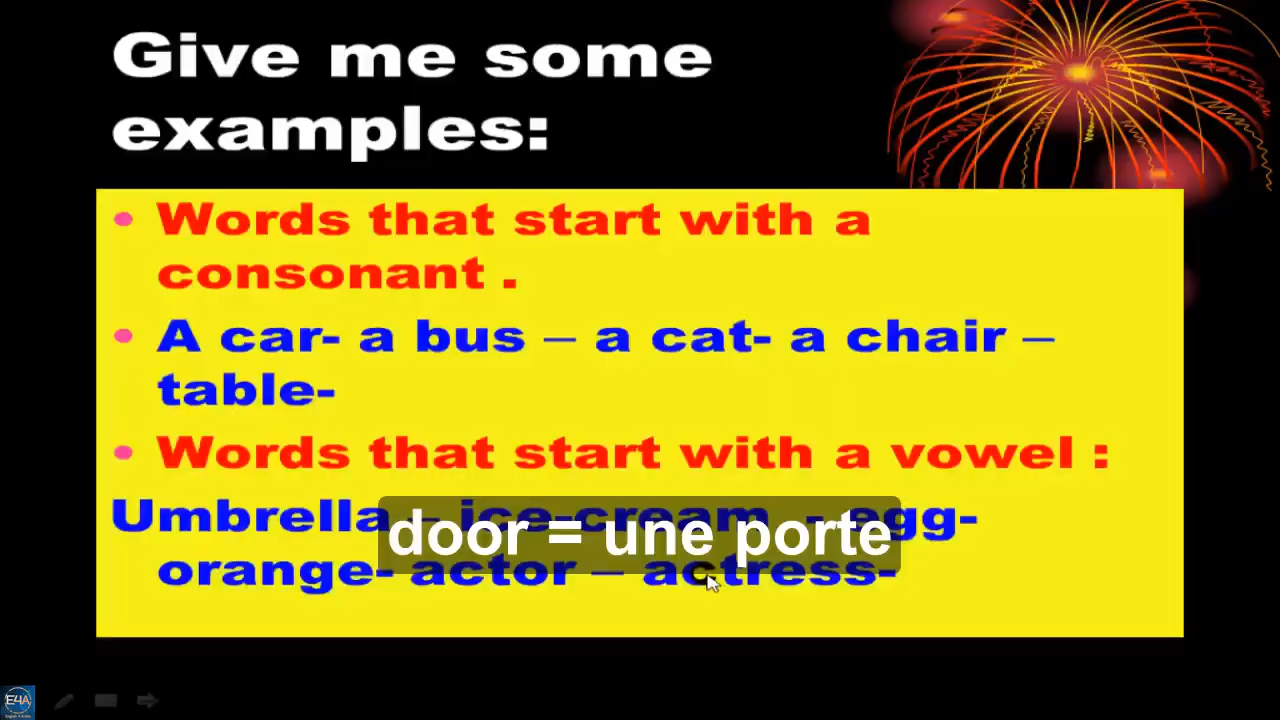 Give me some
examples:
• Words that start with a
consonant .
• A car- a bus – a cat- a chair –
table-
• Words that start with a vowel :
Umbrella – ice-cream - egg-
door = une porte
orange- actor – actress-
E4A